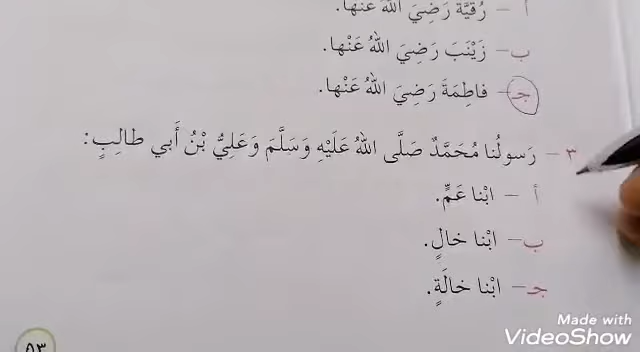 أ - رُقَيَّةَ رَضِيَ اللهُ عَنْها.
ب - زَيْنَبَ رَضِيَ اللهُ عَنْها.
جـ - فاطِمَةَ رَضِيَ اللهُ عَنْها.
٣ - رَسولُنا مُحَمَّدٌ صَلَّى اللهُ عَلَيْهِ وَسَلَّمَ وَعَلِيُّ بْنُ أَبي طالِبٍ:
أ - ابْنا عَمٍّ.
ب - ابْنا خالٍ.
جـ - ابْنا خالَةٍ.
٥٣
Made with
VideoShow